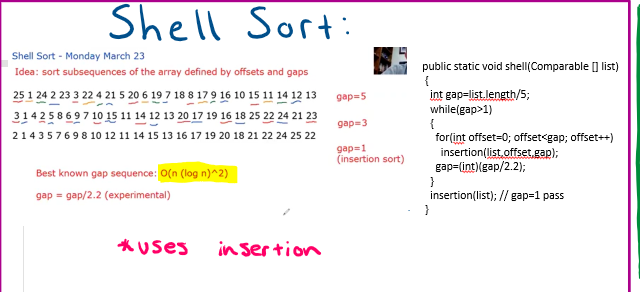 Shell Sort:
Shell Sort - Monday March 23
Idea: sort subsequences of the array defined by offsets and gaps
25 1 24 2 23 3 22 4 21 5 20 6 19 7 18 8 17 9 16 10 15 11 14 12 13
gap=5
3 1 4 2 5 8 6 9 7 10 15 11 14 12 13 20 17 19 16 18 25 22 24 21 23
gap=3
2 1 4 3 5 7 6 9 8 10 12 11 14 15 13 16 17 19 20 18 21 22 24 25 22
gap=1
(insertion sort)
Best known gap sequence: O(n (log n)^2)
gap = gap/2.2 (experimental)
public static void shell(Comparable [] list)
{
int gap=list.length/5;
while(gap>1)
{
for(int offset=0; offset<gap; offset++)
insertion(list,offset,gap);
gap=(int)(gap/2.2);
}
insertion(list); // gap=1 pass
}
*uses insertion